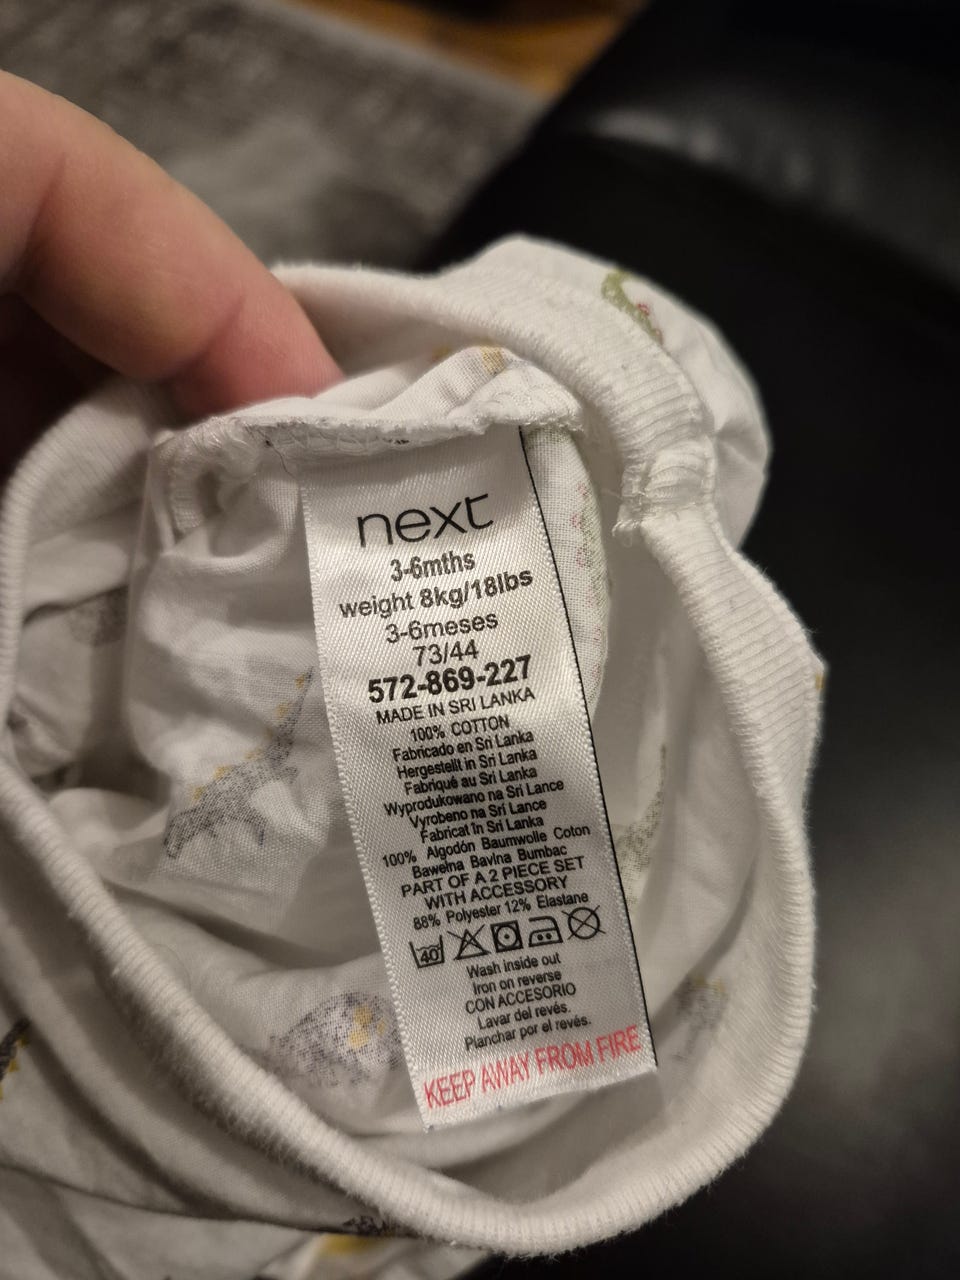 next
3-6mths
weight 8kg/18lbs
3-6meses
73/44
572-869-227
MADE IN SRI LANKA
100% COTTON
Fabricado en Sri Lanka
Hergestellt in Sri Lanka
Fabriqué au Sri Lanka
Wyprodukowano na Sri Lance
Vyrobeno na Srí Lance
Fabricat în Sri Lanka
100% Algodón Baumwolle Coton
Bawełna Bavlna Bumbac
PART OF A 2 PIECE SET
WITH ACCESSORY
88% Polyester 12% Elastane
40
Wash inside out
Iron on reverse
CON ACCESORIO
Lavar del revés.
Planchar por el revés.
KEEP AWAY FROM FIRE